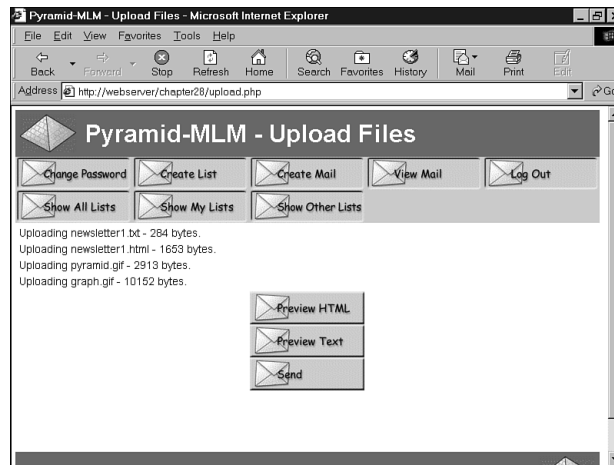 Pyramid-MLM - Upload Files - Microsoft Internet Explorer
File Edit View Favorites Tools Help
Back Forward Stop Refresh Home Search Favorites History Mail Print Edit
Address http://webserver/chapter28/upload.php Go
Pyramid-MLM - Upload Files
Change Password Create List Create Mail View Mail Log Out
Show All Lists Show My Lists Show Other Lists
Uploading newsletter1.txt - 284 bytes.
Uploading newsletter1.html - 1653 bytes.
Uploading pyramid.gif - 2913 bytes.
Uploading graph.gif - 10152 bytes.
Preview HTML
Preview Text
Send